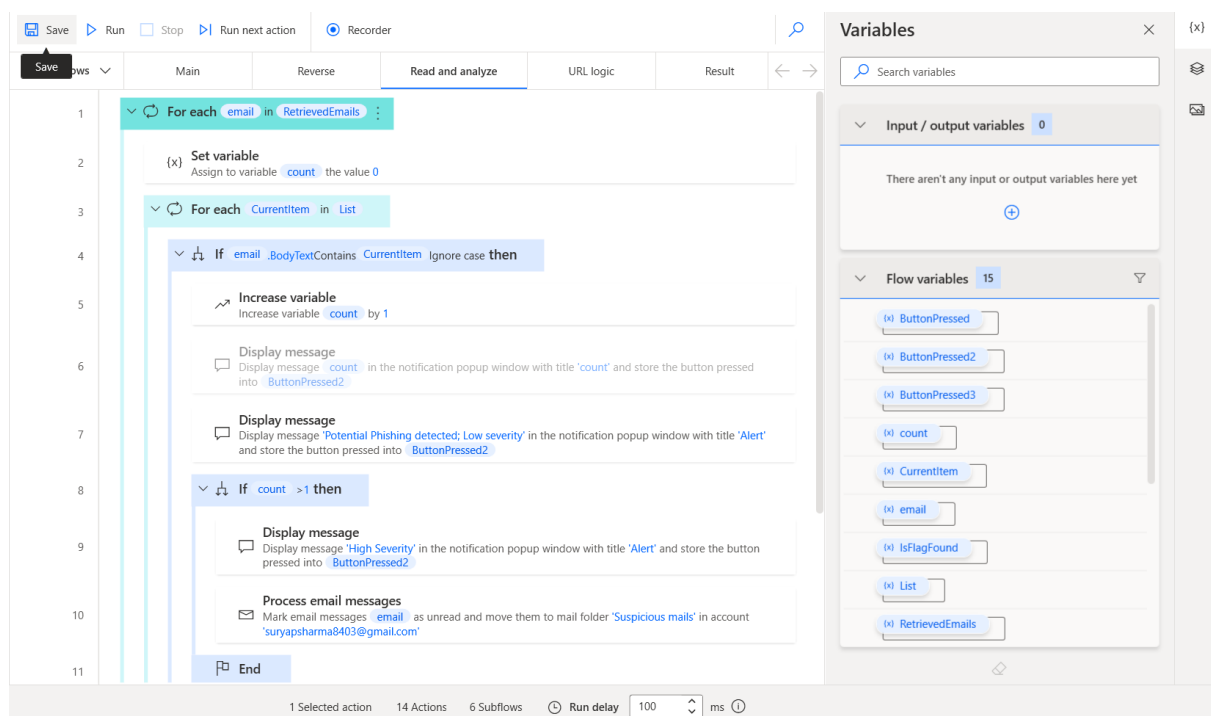 Save Run Stop Run next action Recorder
Save
ows Main Reverse Read and analyze URL logic Result
1 For each email in RetrievedEmails
2 {x} Set variable
Assign to variable count the value 0
3 For each CurrentItem in List
4 If email .BodyTextContains CurrentItem Ignore case then
5 Increase variable
Increase variable count by 1
6 Display message
Display message count in the notification popup window with title 'count' and store the button pressed
into ButtonPressed2
7 Display message
Display message 'Potential Phishing detected; Low severity' in the notification popup window with title 'Alert'
and store the button pressed into ButtonPressed2
8 If count >1 then
9 Display message
Display message 'High Severity' in the notification popup window with title 'Alert' and store the button
pressed into ButtonPressed2
10 Process email messages
Mark email messages email as unread and move them to mail folder 'Suspicious mails' in account
'suryapsharma8403@gmail.com'
11 End
1 Selected action 14 Actions 6 Subflows Run delay 100 ms
Variables
{x}
Search variables
Input / output variables 0
There aren't any input or output variables here yet
Flow variables 15
(x) ButtonPressed
(x) ButtonPressed2
(x) ButtonPressed3
(x) count
(x) CurrentItem
(x) email
(x) IsFlagFound
(x) List
(x) RetrievedEmails